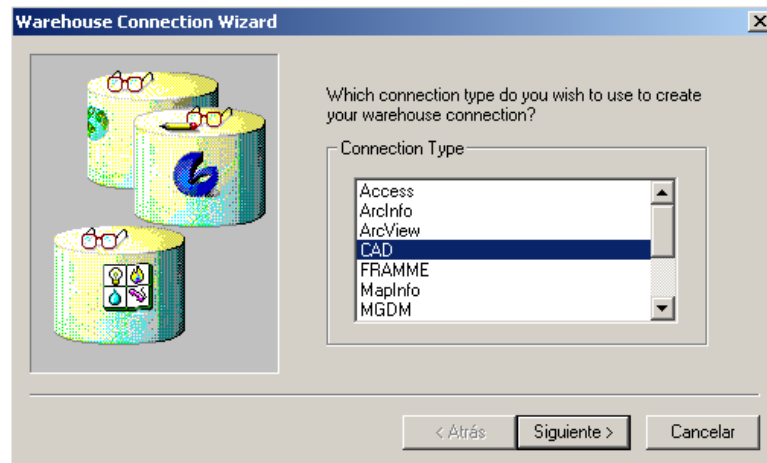 Warehouse Connection Wizard
Which connection type do you wish to use to create
your warehouse connection?
Connection Type
Access
ArcInfo
ArcView
CAD
FRAMME
MapInfo
MGDM
< Atrás
Siguiente >
Cancelar